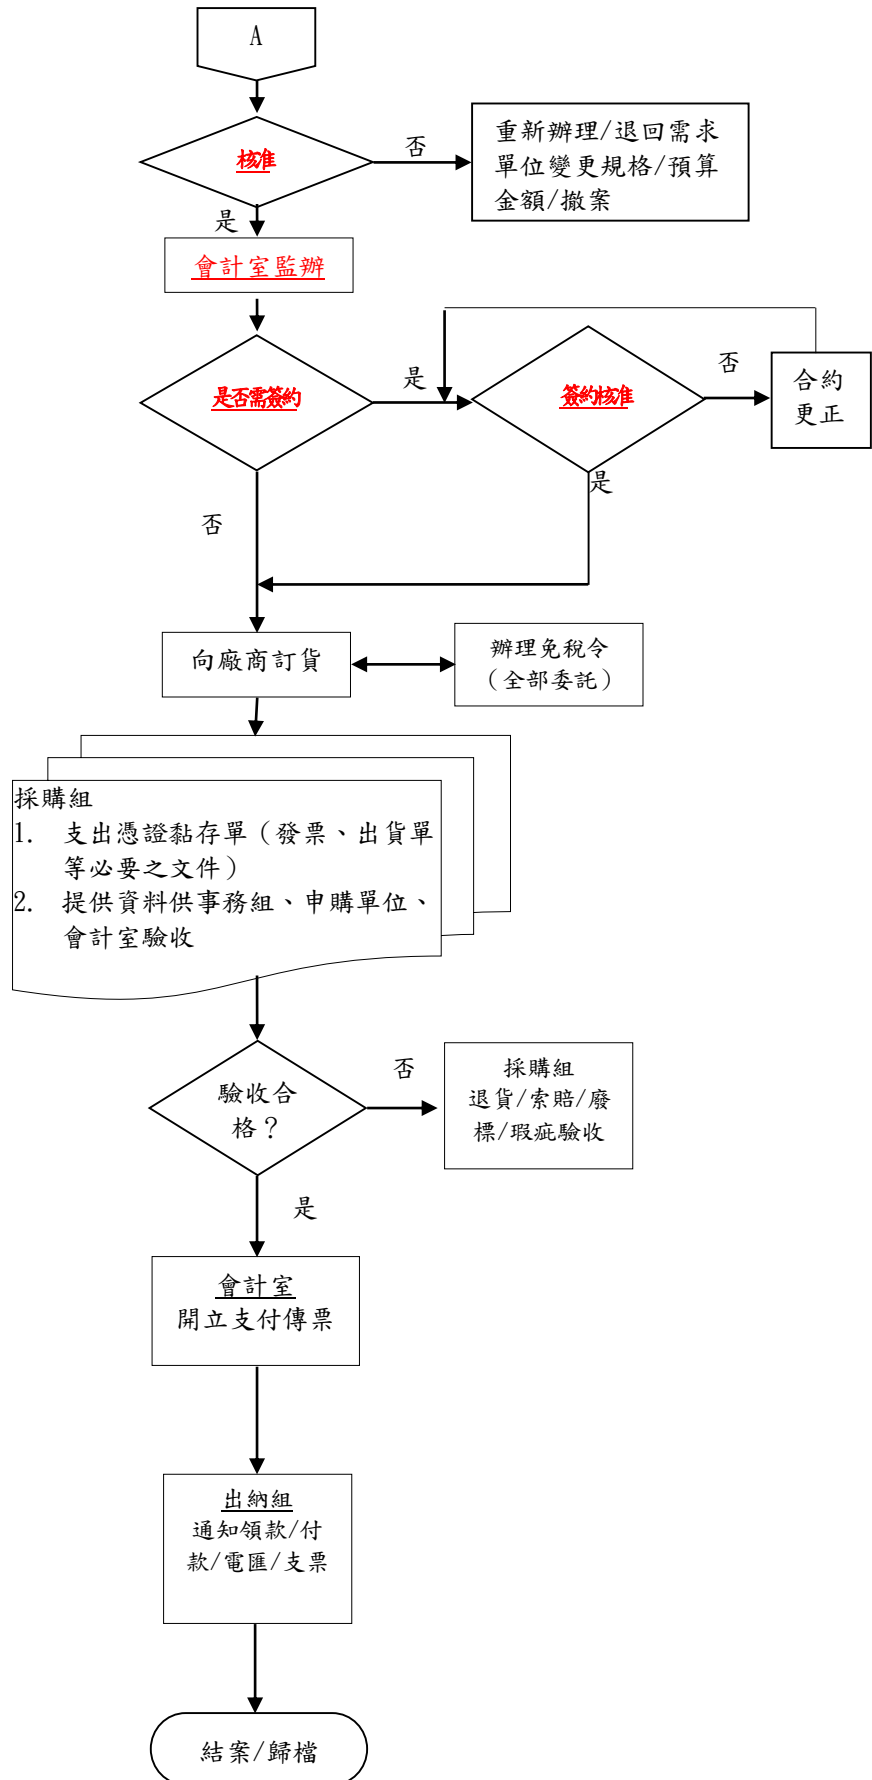 A
核准
否
重新辦理/退回需求
單位變更規格/預算
金額/撤案
是
會計室監辦
是否需簽約
是
簽約核准
否
合約
更正
是
否
向廠商訂貨
辦理免稅令
（全部委託）
採購組
1. 支出憑證黏存單（發票、出貨單
等必要之文件）
2. 提供資料供事務組、申購單位、
會計室驗收
驗收合
格？
否
採購組
退貨/索賠/廢
標/瑕疵驗收
是
會計室
開立支付傳票
出納組
通知領款/付
款/電匯/支票
結案/歸檔